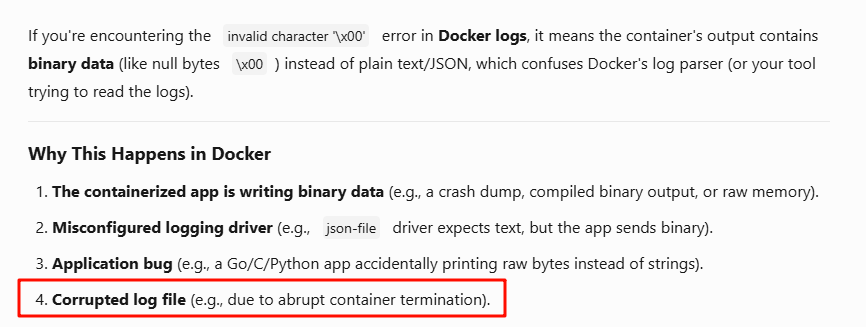 If you're encountering the invalid character '\x00' error in Docker logs, it means the container's output contains
binary data (like null bytes \x00 ) instead of plain text/JSON, which confuses Docker's log parser (or your tool
trying to read the logs).
Why This Happens in Docker
1. The containerized app is writing binary data (e.g., a crash dump, compiled binary output, or raw memory).
2. Misconfigured logging driver (e.g., json-file driver expects text, but the app sends binary).
3. Application bug (e.g., a Go/C/Python app accidentally printing raw bytes instead of strings).
4. Corrupted log file (e.g., due to abrupt container termination).